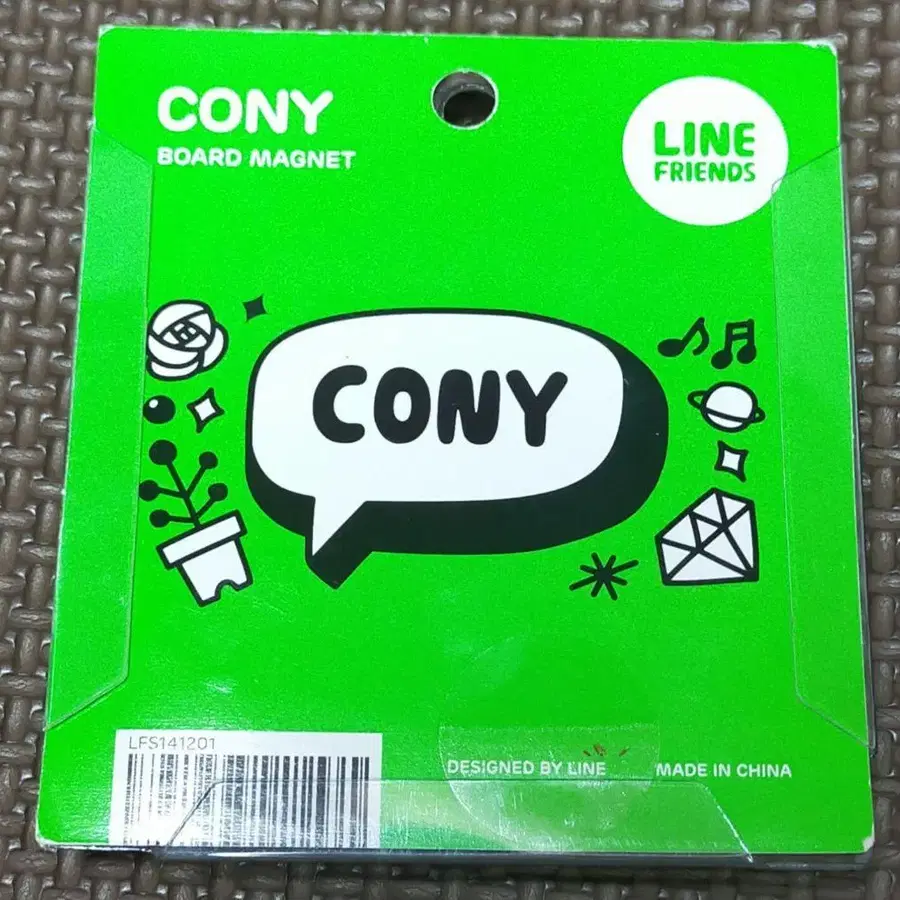 CONY
BOARD MAGNET
LINE
FRIENDS
CONY
LFS141201
DESIGNED BY LINE
MADE IN CHINA